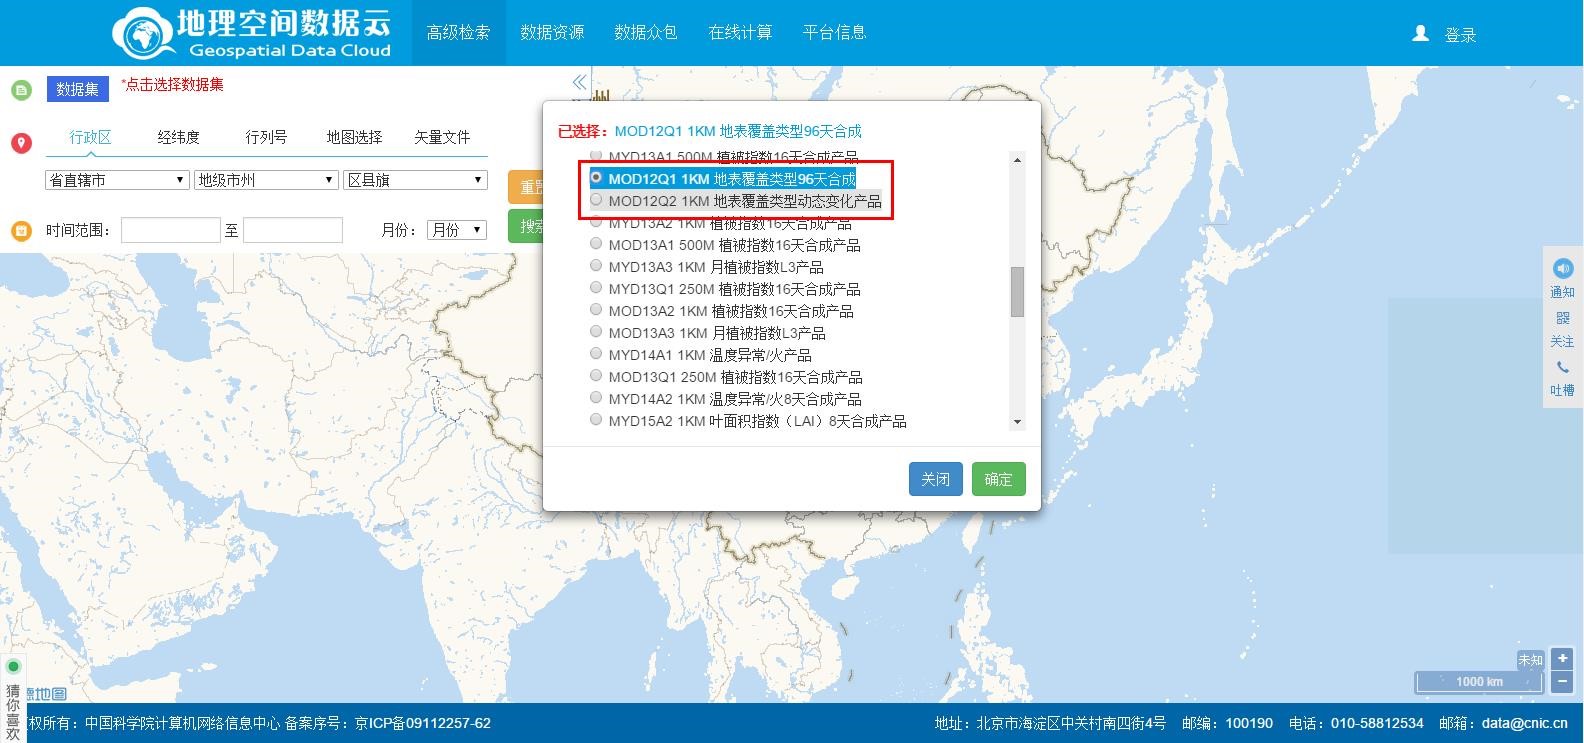 地理空间数据云
Geospatial Data Cloud
高级检索 数据资源 数据众包 在线计算 平台信息
登录
数据集 *点击选择数据集
行政区 经纬度 行列号 地图选择 矢量文件
省直辖市 地级市州 区县旗
重置
时间范围： 至 月份： 月份
搜索
已选择：MOD12Q1 1KM 地表覆盖类型96天合成
MYD13A1 500M 植被指数16天合成产品
MOD12Q1 1KM 地表覆盖类型96天合成
MOD12Q2 1KM 地表覆盖类型动态变化产品
MYD13A2 1KM 植被指数16天合成产品
MOD13A1 500M 植被指数16天合成产品
MYD13A3 1KM 月植被指数L3产品
MYD13Q1 250M 植被指数16天合成产品
MOD13A2 1KM 植被指数16天合成产品
MOD13A3 1KM 月植被指数L3产品
MYD14A1 1KM 温度异常/火产品
MOD13Q1 250M 植被指数16天合成产品
MYD14A2 1KM 温度异常/火8天合成产品
MYD15A2 1KM 叶面积指数（LAI）8天合成产品
关闭 确定
通知
关注
吐槽
未知
1000 km
德地图
猜你喜欢
权所有：中国科学院计算机网络信息中心 备案序号：京ICP备09112257-62
地址：北京市海淀区中关村南四街4号 邮编：100190 电话：010-58812534 邮箱：data@cnic.cn